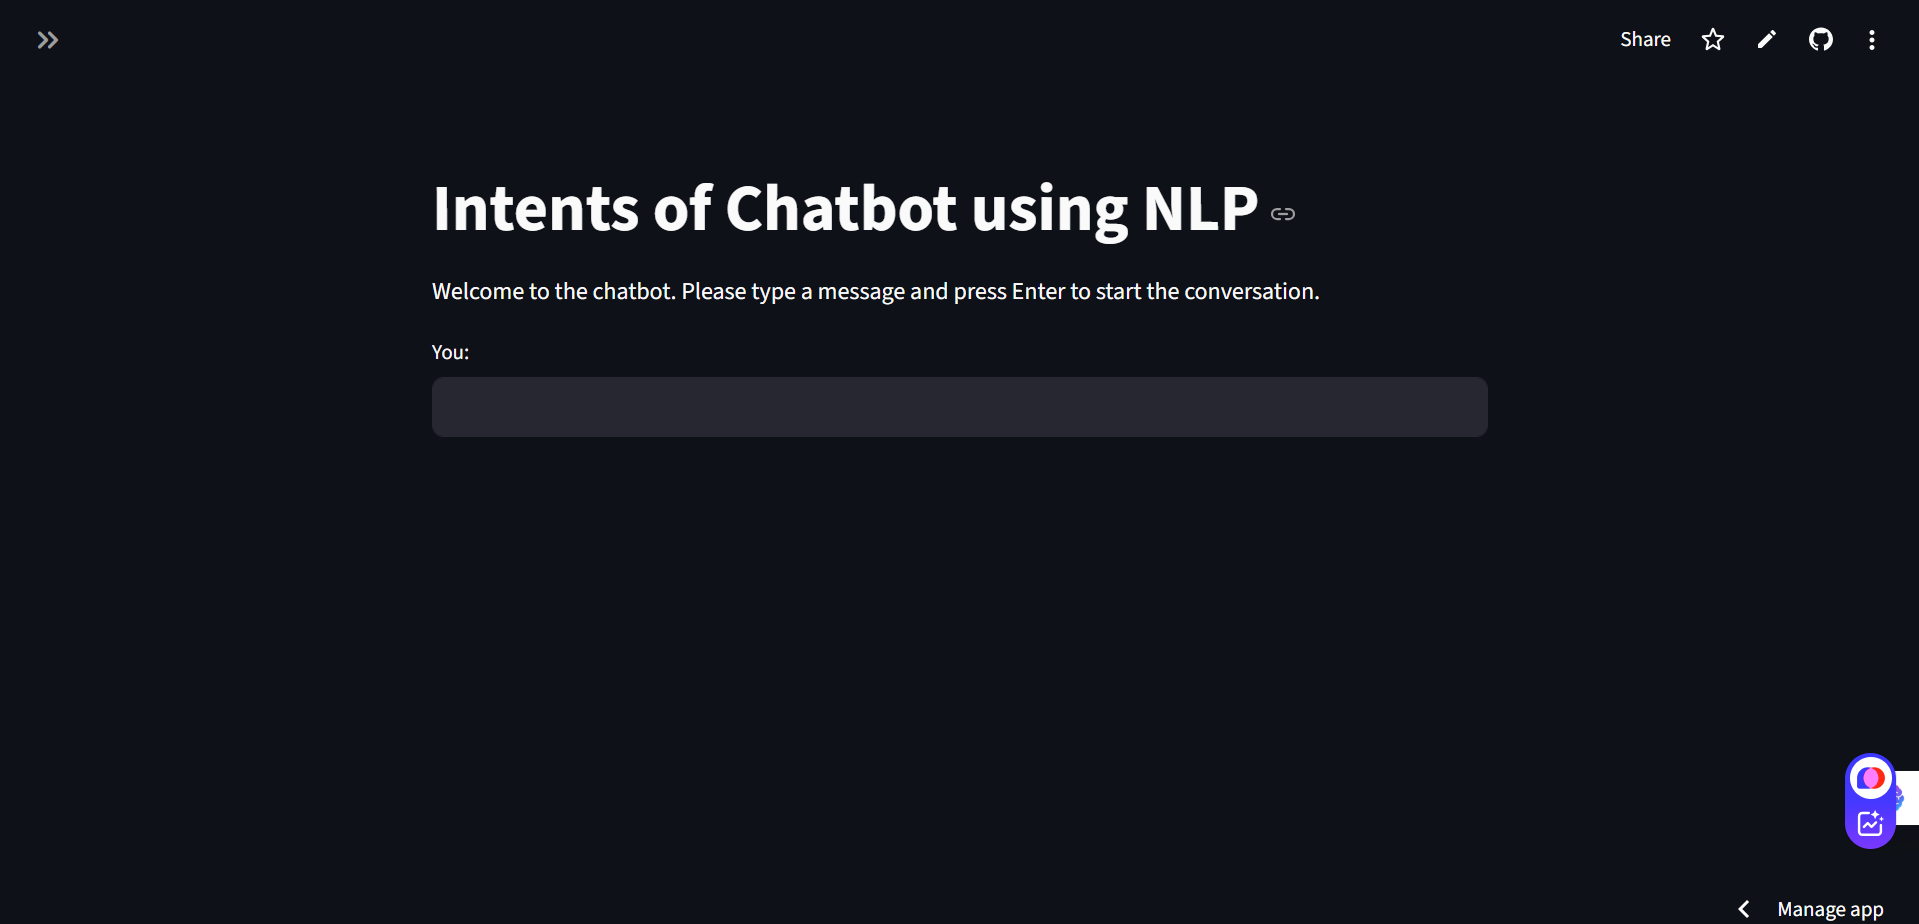 Share
Intents of Chatbot using NLP
Welcome to the chatbot. Please type a message and press Enter to start the conversation.
You:
Manage app